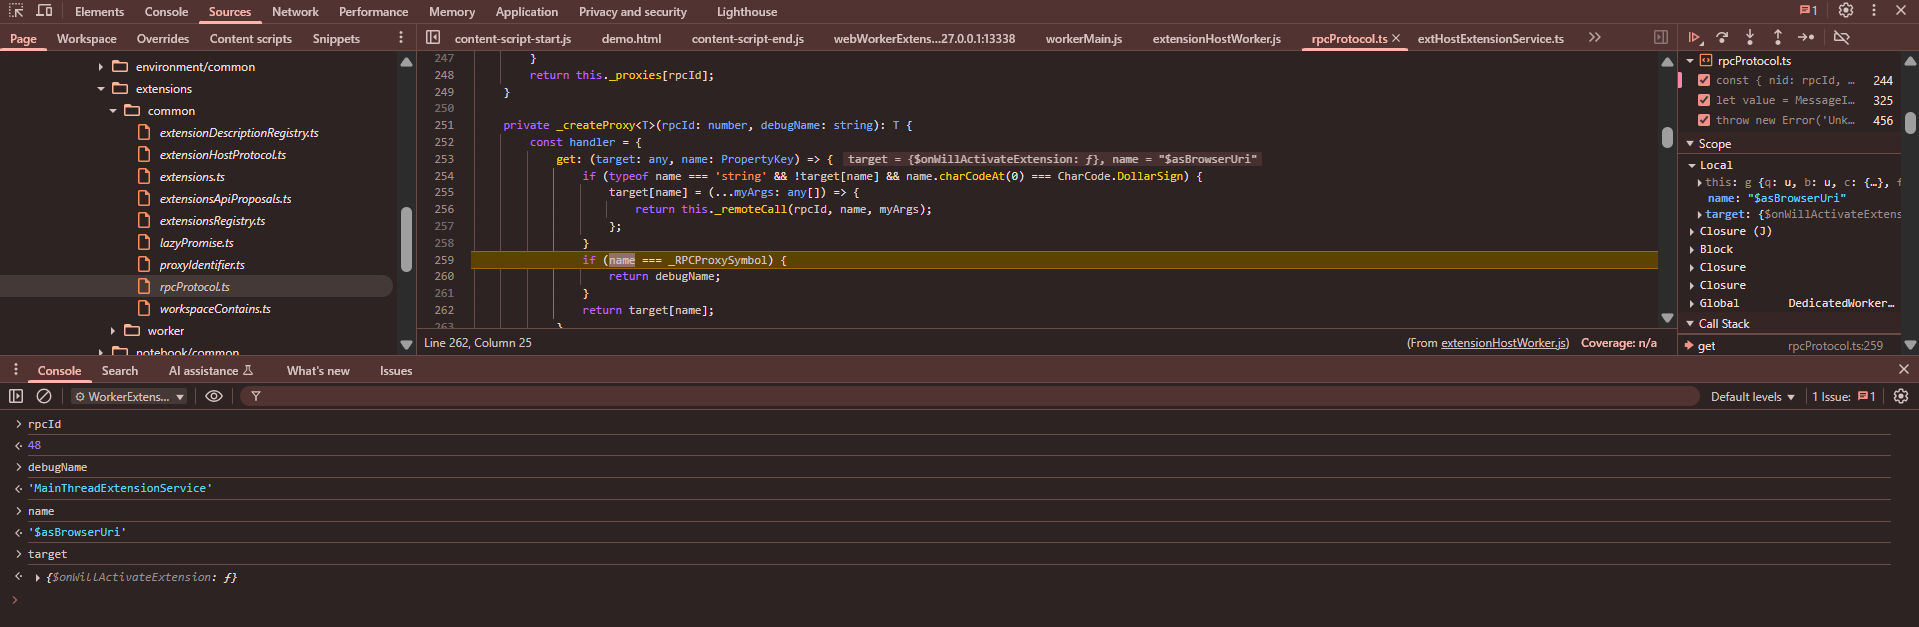 Elements Console Sources Network Performance Memory Application Privacy and security Lighthouse 1
Page Workspace Overrides Content scripts Snippets
content-script-start.js demo.html content-script-end.js webWorkerExtens...27.0.0.1:13338 workerMain.js extensionHostWorker.js rpcProtocol.ts extHostExtensionService.ts
environment/common
extensions
common
extensionDescriptionRegistry.ts
extensionHostProtocol.ts
extensions.ts
extensionsApiProposals.ts
extensionsRegistry.ts
lazyPromise.ts
proxyIdentifier.ts
rpcProtocol.ts
workspaceContains.ts
worker
notebook/common
247 }
248 return this._proxies[rpcId];
249 }
250
251 private _createProxy<T>(rpcId: number, debugName: string): T {
252 const handler = {
253 get: (target: any, name: PropertyKey) => { target = {$onWillActivateExtension: ƒ}, name = "$asBrowserUri"
254 if (typeof name === 'string' && !target[name] && name.charCodeAt(0) === CharCode.DollarSign) {
255 target[name] = (...myArgs: any[]) => {
256 return this._remoteCall(rpcId, name, myArgs);
257 };
258 }
259 if (name === _RPCProxySymbol) {
260 return debugName;
261 }
262 return target[name];
263 }
Line 262, Column 25 (From extensionHostWorker.js) Coverage: n/a
rpcProtocol.ts
const { nid: rpcId, … 244
let value = MessageI… 325
throw new Error('Unk… 456
Scope
Local
this: g {q: u, b: u, c: {…}, f
name: "$asBrowserUri"
target: {$onWillActivateExtens
Closure (J)
Block
Closure
Closure
Global DedicatedWorker…
Call Stack
get rpcProtocol.ts:259
Console Search AI assistance What's new Issues
WorkerExtens... Default levels 1 Issue: 1
rpcId
48
debugName
'MainThreadExtensionService'
name
'$asBrowserUri'
target
{$onWillActivateExtension: ƒ}